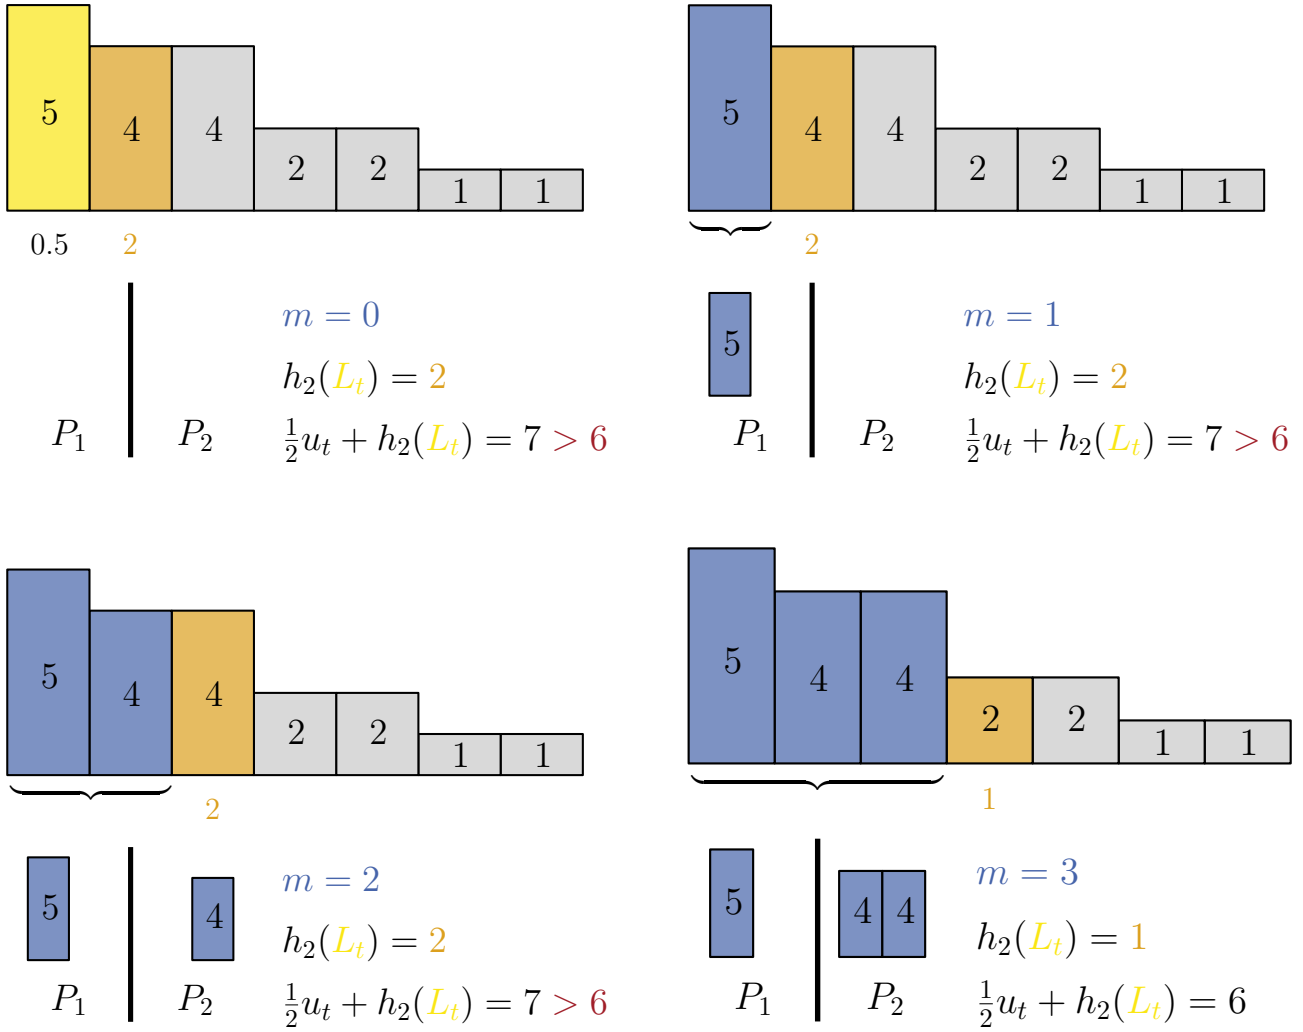 5 4 4 2 2 1 1
0.5 2
m = 0
h₂(Lₜ) = 2
P₁ P₂ ½uₜ + h₂(Lₜ) = 7 > 6
5 4 4 2 2 1 1
2
m = 1
5
h₂(Lₜ) = 2
P₁ P₂ ½uₜ + h₂(Lₜ) = 7 > 6
5 4 4 2 2 1 1
2
m = 2
5 4
h₂(Lₜ) = 2
P₁ P₂ ½uₜ + h₂(Lₜ) = 7 > 6
5 4 4 2 2 1 1
1
m = 3
5 4 4
h₂(Lₜ) = 1
P₁ P₂ ½uₜ + h₂(Lₜ) = 6